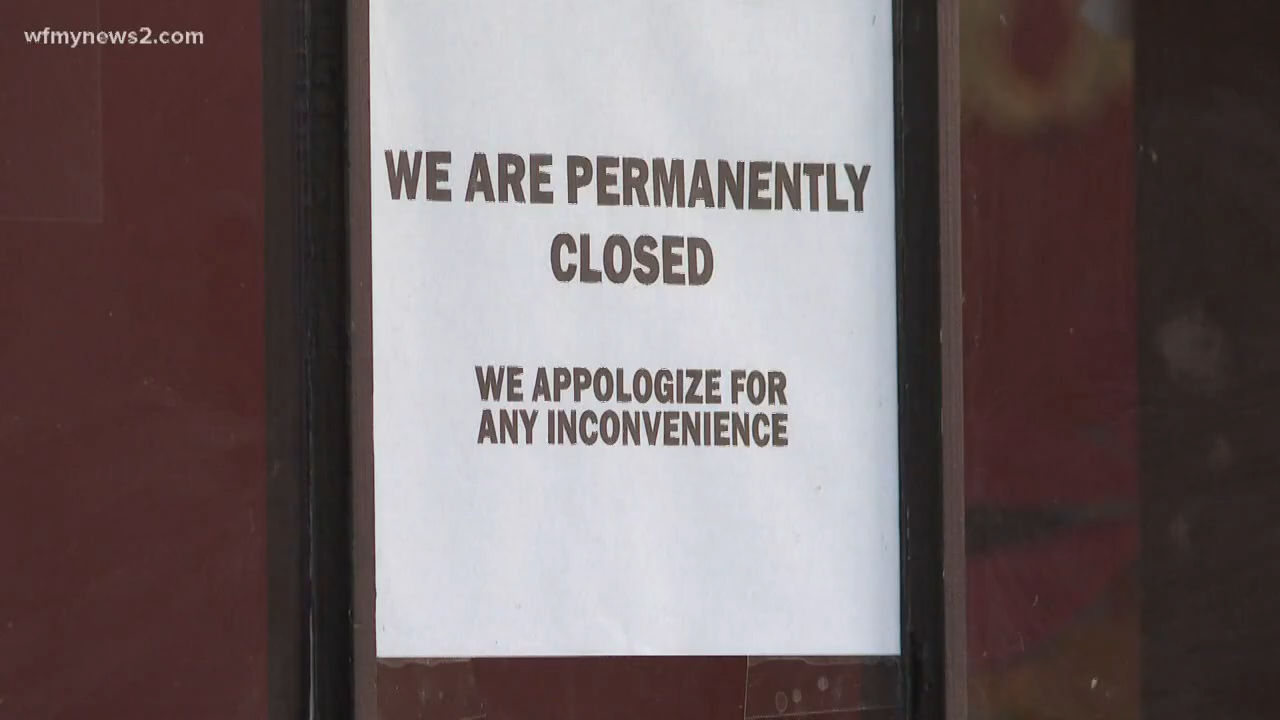 wfmynews2.com
WE ARE PERMANENTLY
CLOSED
WE APPOLOGIZE FOR
ANY INCONVENIENCE